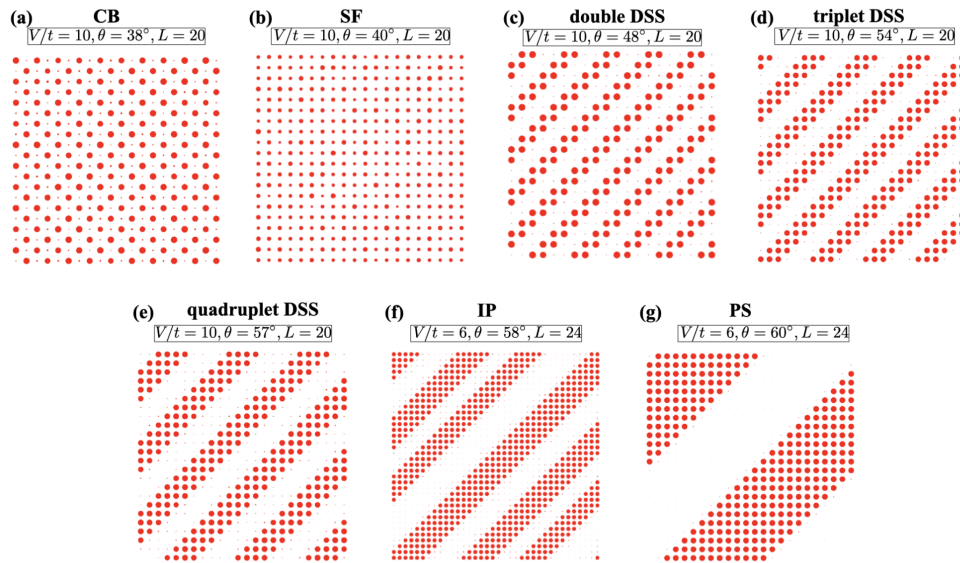 (a) CB
V/t = 10, θ = 38°, L = 20
(b) SF
V/t = 10, θ = 40°, L = 20
(c) double DSS
V/t = 10, θ = 48°, L = 20
(d) triplet DSS
V/t = 10, θ = 54°, L = 20
(e) quadruplet DSS
V/t = 10, θ = 57°, L = 20
(f) IP
V/t = 6, θ = 58°, L = 24
(g) PS
V/t = 6, θ = 60°, L = 24